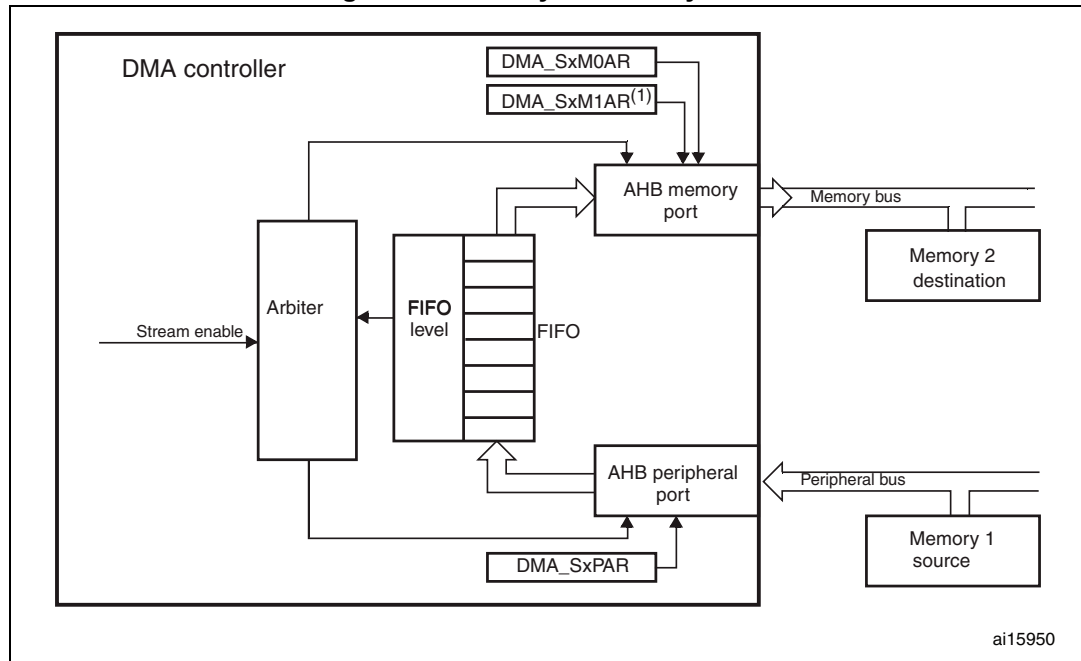 DMA controller
DMA_SxM0AR
DMA_SxM1AR(1)
AHB memory
port
Memory bus
Memory 2
destination
Arbiter
FIFO
level
FIFO
Stream enable
AHB peripheral
port
Peripheral bus
DMA_SxPAR
Memory 1
source
ai15950